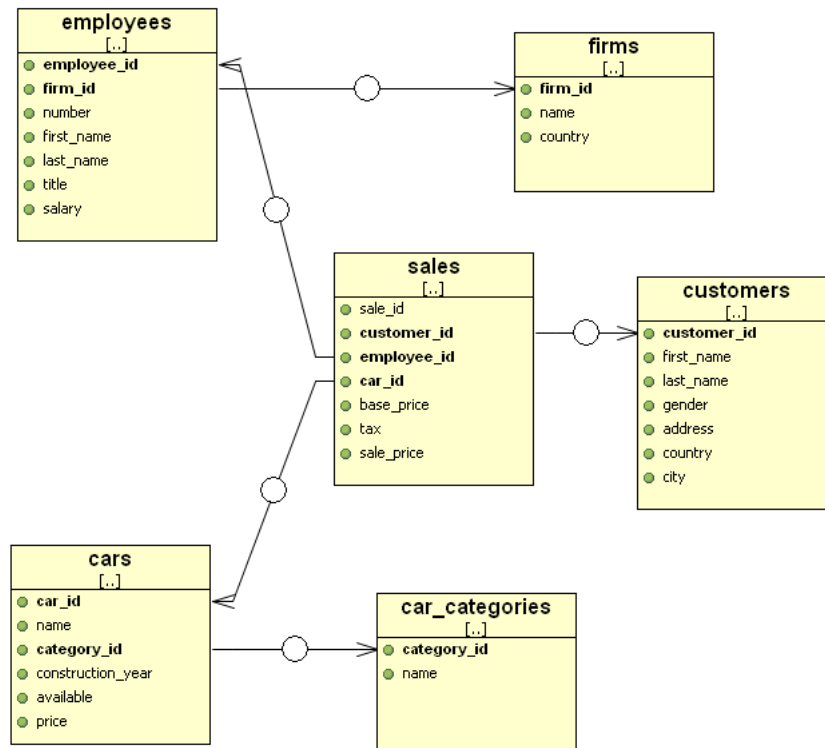 employees
[..]
employee_id
firm_id
number
first_name
last_name
title
salary
firms
[..]
firm_id
name
country
sales
[..]
sale_id
customer_id
employee_id
car_id
base_price
tax
sale_price
customers
[..]
customer_id
first_name
last_name
gender
address
country
city
cars
[..]
car_id
name
category_id
construction_year
available
price
car_categories
[..]
category_id
name